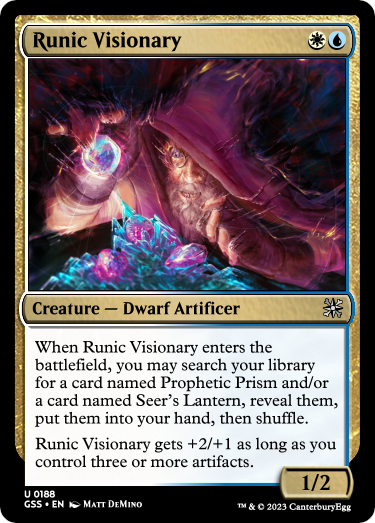 Runic Visionary
Creature — Dwarf Artificer
When Runic Visionary enters the
battlefield, you may search your library
for a card named Prophetic Prism and/or
a card named Seer's Lantern, reveal them,
put them into your hand, then shuffle.
Runic Visionary gets +2/+1 as long as you
control three or more artifacts.
1/2
U 0188
GSS • EN Matt DeMino
™ & © 2023 CanterburyEgg